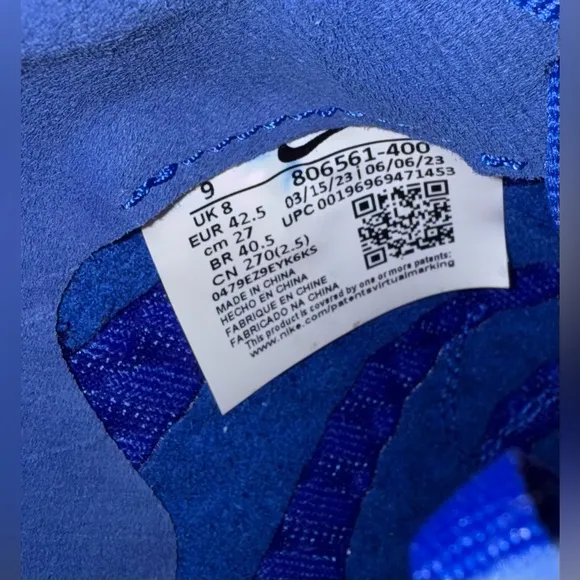 9
806561-400
UK 8
03/15/23 | 06/06/23
EUR 42.5
UPC 00196969471453
cm 27
BR 40.5
CN 270(2.5)
0479EZ9EYK6KS
MADE IN CHINA
HECHO EN CHINA
FABRIQUE EN CHINE
FABRICADO NA CHINA
This product is covered by one or more patents:
www.nike.com/patentsvirtualmarking